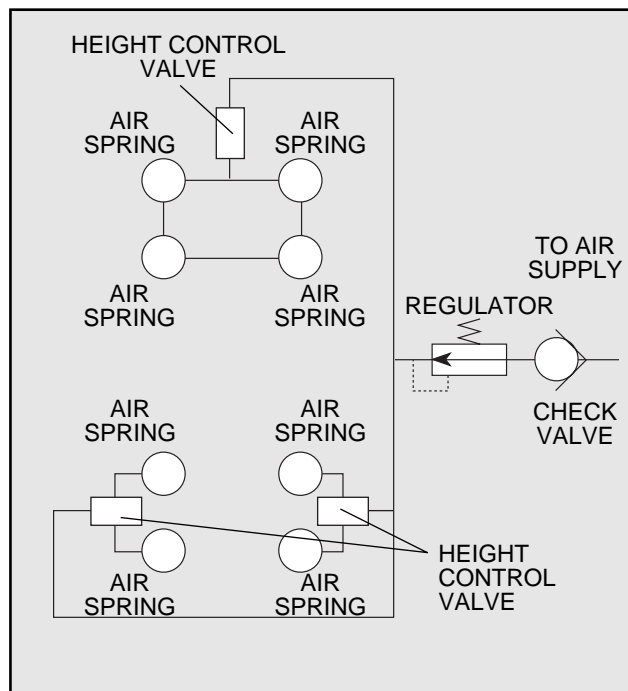 HEIGHT CONTROL
VALVE
AIR
SPRING
AIR
SPRING
AIR
SPRING
AIR
SPRING
TO AIR
SUPPLY
REGULATOR
CHECK
VALVE
AIR
SPRING
AIR
SPRING
AIR
SPRING
AIR
SPRING
HEIGHT
CONTROL
VALVE